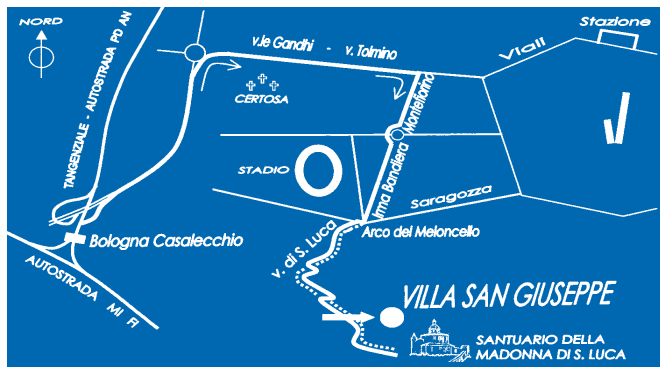 NORD
Stazione
v.le Gandhi - v. Tolmino
Viali
CERTOSA
Montefiorino
TANGENZIALE - AUTOSTRADA PD AN
STADIO
Irma Bandiera
Saragozza
Arco del Meloncello
v. di S. Luca
Bologna Casalecchio
AUTOSTRADA MI FI
VILLA SAN GIUSEPPE
SANTUARIO DELLA
MADONNA DI S. LUCA